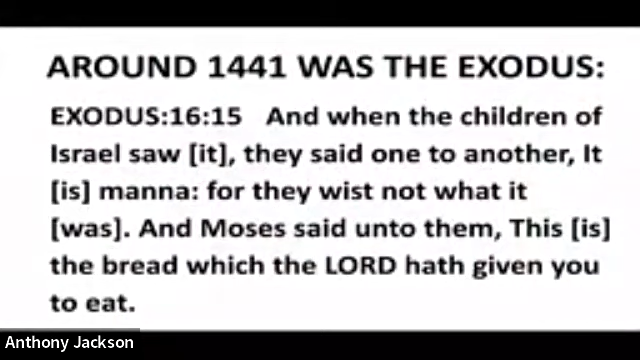 AROUND 1441 WAS THE EXODUS:
EXODUS:16:15 And when the children of
Israel saw [it], they said one to another, It
[is] manna: for they wist not what it
[was]. And Moses said unto them, This [is]
the bread which the LORD hath given you
to eat.
Anthony Jackson